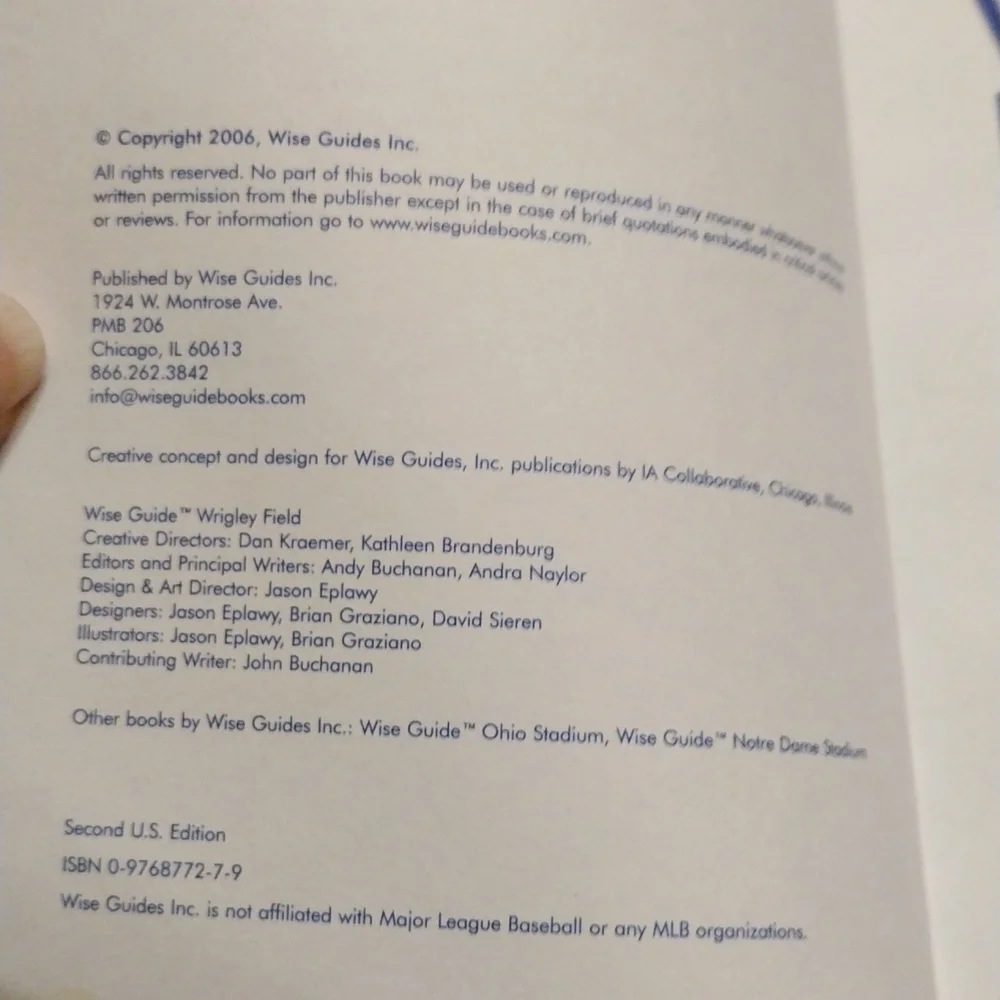 © Copyright 2006, Wise Guides Inc.
All rights reserved. No part of this book may be used or reproduced in any manner whatsoever
written permission from the publisher except in the case of brief quotations embodied in
or reviews. For information go to www.wiseguidebooks.com.
Published by Wise Guides Inc.
1924 W. Montrose Ave.
PMB 206
Chicago, IL 60613
866.262.3842
info@wiseguidebooks.com
Creative concept and design for Wise Guides, Inc. publications by IA Collaborative, Chicago, Illinois
Wise Guide™ Wrigley Field
Creative Directors: Dan Kraemer, Kathleen Brandenburg
Editors and Principal Writers: Andy Buchanan, Andra Naylor
Design & Art Director: Jason Eplawy
Designers: Jason Eplawy, Brian Graziano, David Sieren
Illustrators: Jason Eplawy, Brian Graziano
Contributing Writer: John Buchanan
Other books by Wise Guides Inc.: Wise Guide™ Ohio Stadium, Wise Guide™ Notre Dame Stadium
Second U.S. Edition
ISBN 0-9768772-7-9
Wise Guides Inc. is not affiliated with Major League Baseball or any MLB organizations.